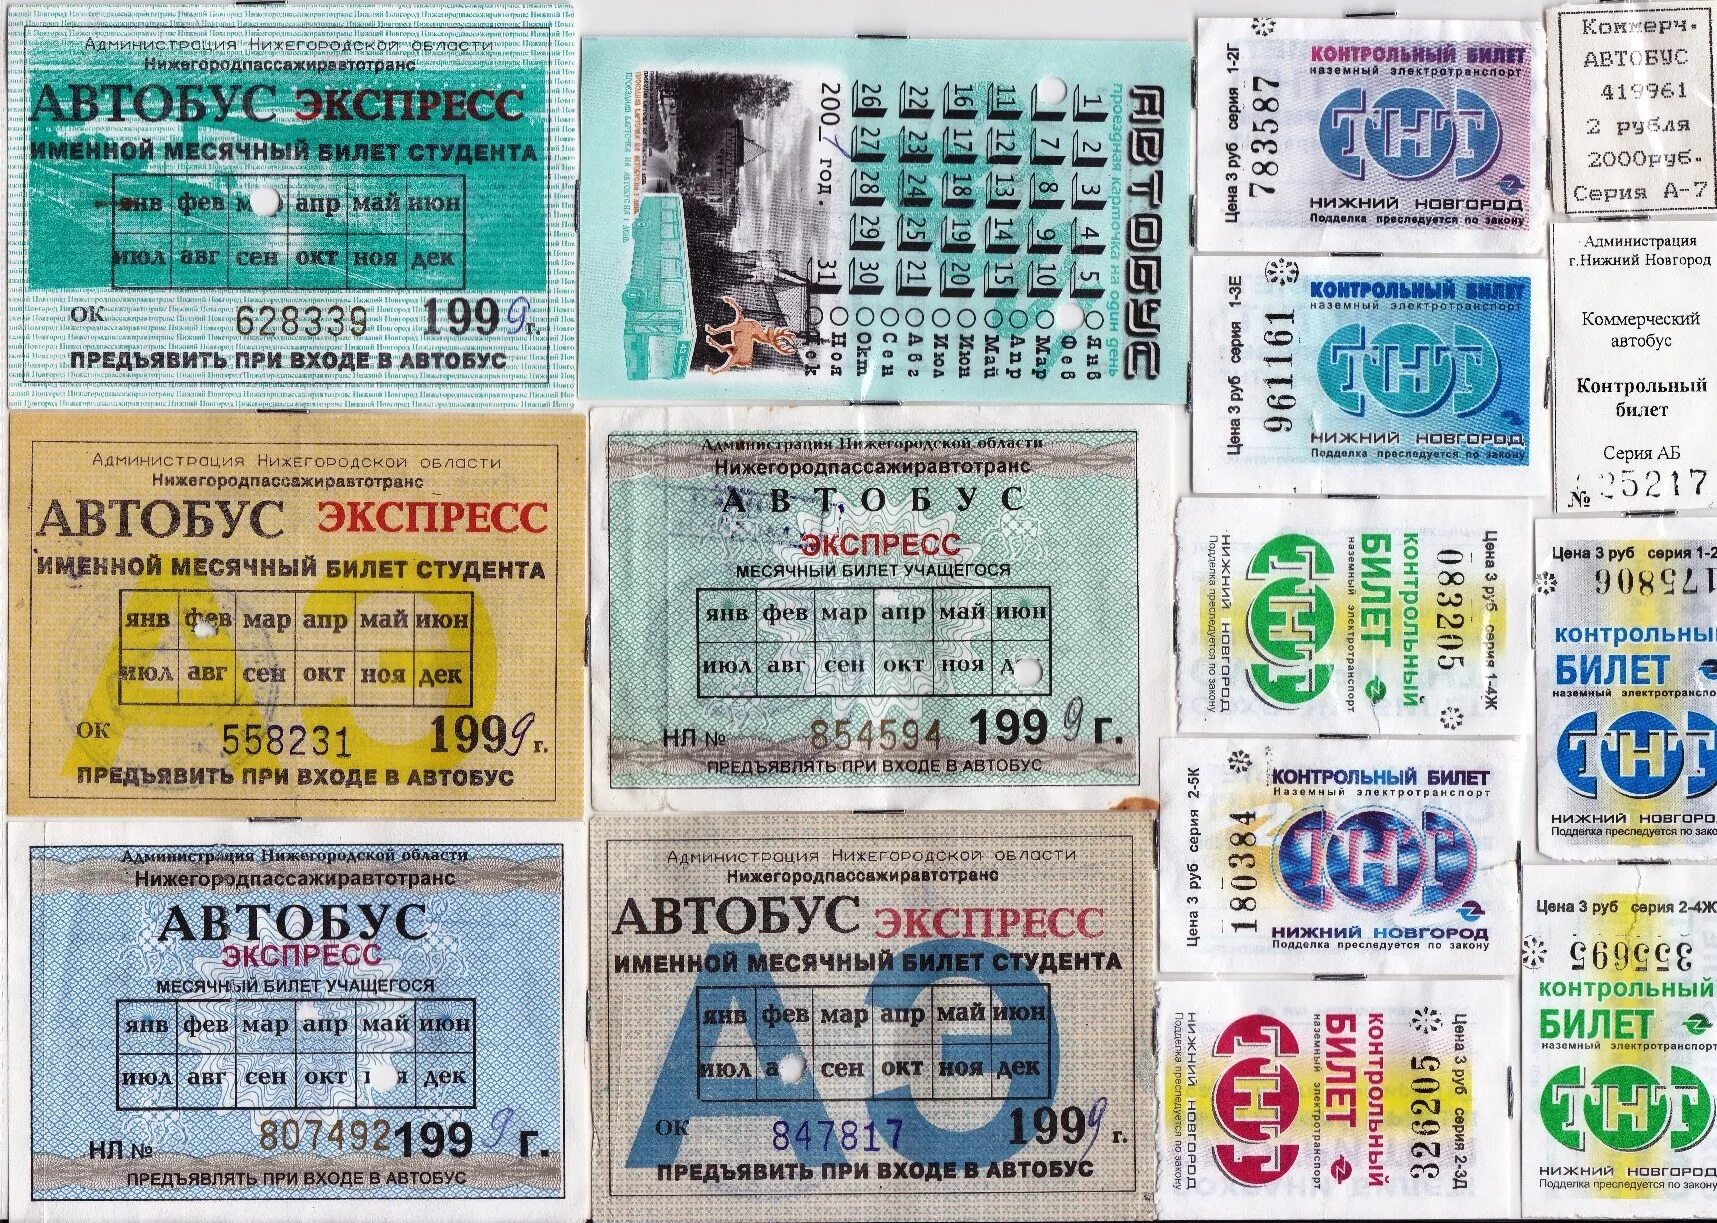 Администрация Нижегородской области
Нижегородпассажиравтотранс
АВТОБУС ЭКСПРЕСС
ИМЕННОЙ МЕСЯЧНЫЙ БИЛЕТ СТУДЕНТА
янв фев апр май июн
июл авг сен окт ноя дек
ОК 628339 1999 г.
ПРЕДЪЯВИТЬ ПРИ ВХОДЕ В АВТОБУС
АВТОБУС
проездная карточка на один день
1 2 3 4 5
7 8 9 10
11 12 13 14 15
16 17 18 19 20
22 23 24 25 21
26 27 28 29 30 31
200_ год.
Янв
Фев
Мар
Апр
Май
Июн
Июл
Авг
Сен
Окт
Ноя
Дек
Администрация Нижегородской области
Нижегородпассажиравтотранс
АВТОБУС ЭКСПРЕСС
ИМЕННОЙ МЕСЯЧНЫЙ БИЛЕТ СТУДЕНТА
янв фев мар апр май июн
июл авг сен окт ноя дек
ОК 558231 1999 г.
ПРЕДЪЯВИТЬ ПРИ ВХОДЕ В АВТОБУС
Администрация Нижегородской области
Нижегородпассажиравтотранс
АВТОБУС
ЭКСПРЕСС
МЕСЯЧНЫЙ БИЛЕТ УЧАЩЕГОСЯ
янв фев мар апр май июн
июл авг сен окт ноя
НЛ № 854594 1999 г.
ПРЕДЪЯВЛЯТЬ ПРИ ВХОДЕ В АВТОБУС
Администрация Нижегородской области
Нижегородпассажиравтотранс
АВТОБУС
ЭКСПРЕСС
МЕСЯЧНЫЙ БИЛЕТ УЧАЩЕГОСЯ
янв фев мар апр май июн
июл авг сен окт дек
НЛ № 807492 1999 г.
ПРЕДЪЯВЛЯТЬ ПРИ ВХОДЕ В АВТОБУС
Администрация Нижегородской области
Нижегородпассажиравтотранс
АВТОБУС ЭКСПРЕСС
ИМЕННОЙ МЕСЯЧНЫЙ БИЛЕТ СТУДЕНТА
АЭ
янв фев мар апр май июн
июл сен окт ноя дек
ОК 847817 1999 г.
ПРЕДЪЯВИТЬ ПРИ ВХОДЕ В АВТОБУС
Цена 3 руб серия 1-2Г
783587
КОНТРОЛЬНЫЙ БИЛЕТ
наземный электротранспорт
ТНТ
НИЖНИЙ НОВГОРОД
Подделка преследуется по закону
Цена 3 руб серия 1-3Е
961161
КОНТРОЛЬНЫЙ БИЛЕТ
наземный электротранспорт
ТНТ
НИЖНИЙ НОВГОРОД
Подделка преследуется по закону
Цена 3 руб серия 1-4Ж
083205
КОНТРОЛЬНЫЙ
БИЛЕТ
наземный электротранспорт
ТНТ
НИЖНИЙ НОВГОРОД
Подделка преследуется по закону
Цена 3 руб серия 2-5К
180384
КОНТРОЛЬНЫЙ БИЛЕТ
Наземный электротранспорт
ТНТ
НИЖНИЙ НОВГОРОД
Подделка преследуется по закону
Цена 3 руб серия 2-3Д
326205
КОНТРОЛЬНЫЙ
БИЛЕТ
наземный электротранспорт
ТНТ
НИЖНИЙ НОВГОРОД
Подделка преследуется по закону
Коммерч.
АВТОБУС
419961
2 рубля
2000руб.
Серия А-7
Администрация
г.Нижний Новгород
Коммерческий
автобус
Контрольный
билет
Серия АБ
№ 25217
Цена 3 руб серия 1-2
175806
КОНТРОЛЬНЫ
БИЛЕТ
наземный электротранспо
ТНТ
НИЖНИЙ НОВГОРО
Подделка преследуется по зако
Цена 3 руб серия 2-4Ж
355695
КОНТРОЛЬНЫЙ
БИЛЕТ
наземный электротранспорт
ТНТ
НИЖНИЙ НОВГОРОД
Подделка преследуется по закону